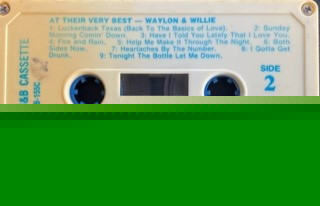 AT THEIR VERY BEST — WAYLON & WILLIE
1: Luckenback Texas (Back To The Basics of Love). 2: Sunday
Morning Comin' Down. 3: Have I Told You Lately That I Love You.
4: Fire and Rain. 5: Help Me Make It Through The Night. 6: Both
Sides Now. 7: Heartaches By The Number. 8: I Gotta Get
Drunk. 9: Tonight The Bottle Let Me Down.
SIDE
2
&B CASSETTE